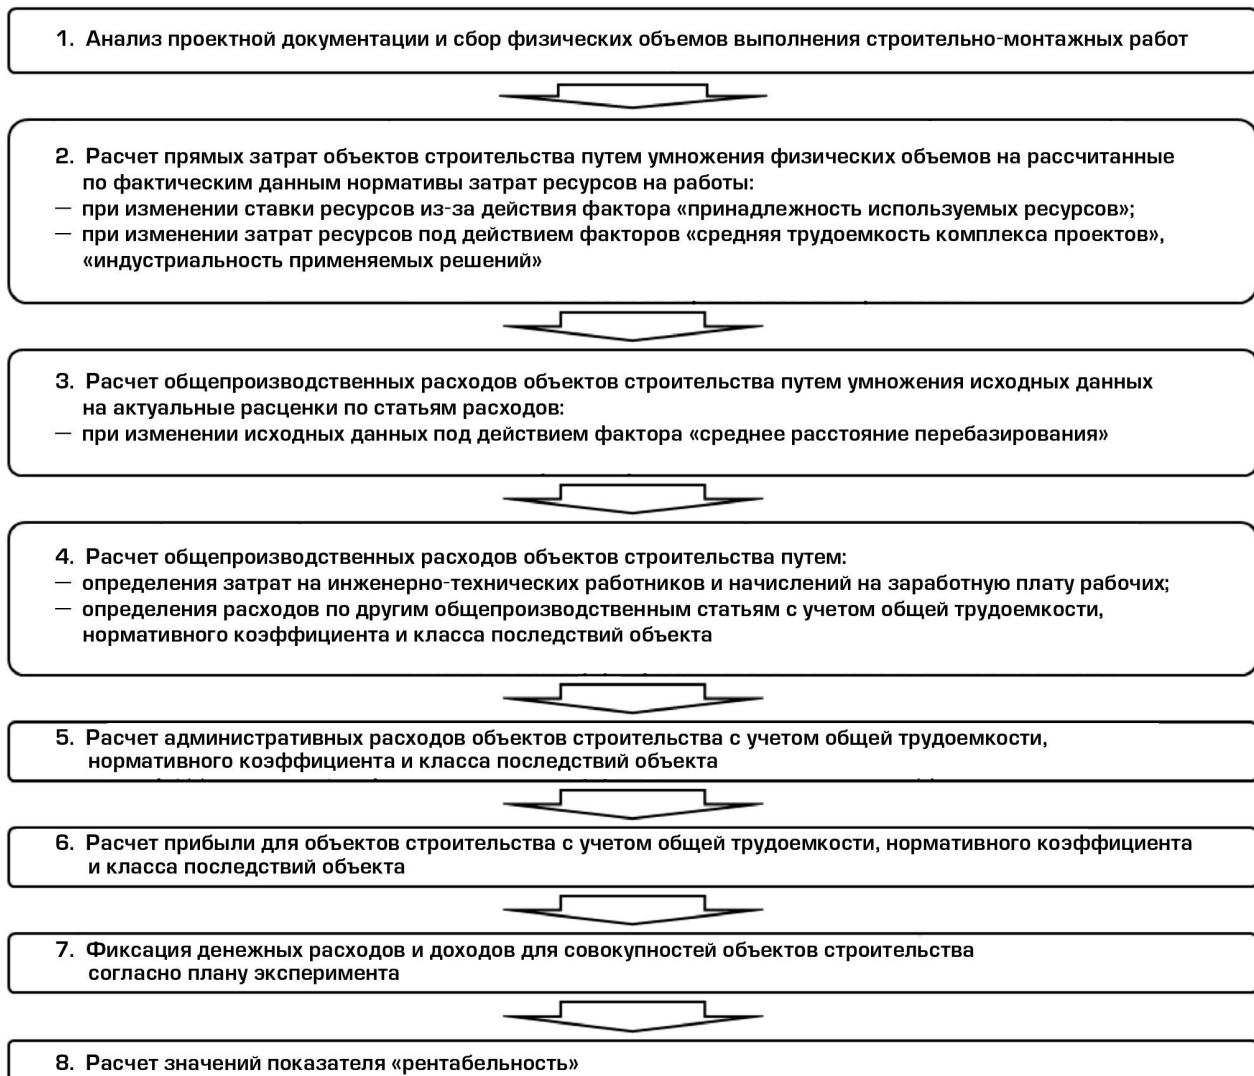 1. Анализ проектной документации и сбор физических объемов выполнения строительно-монтажных работ
2. Расчет прямых затрат объектов строительства путем умножения физических объемов на рассчитанные
по фактическим данным нормативы затрат ресурсов на работы:
— при изменении ставки ресурсов из-за действия фактора «принадлежность используемых ресурсов»;
— при изменении затрат ресурсов под действием факторов «средняя трудоемкость комплекса проектов»,
«индустриальность применяемых решений»
3. Расчет общепроизводственных расходов объектов строительства путем умножения исходных данных
на актуальные расценки по статьям расходов:
— при изменении исходных данных под действием фактора «среднее расстояние перебазирования»
4. Расчет общепроизводственных расходов объектов строительства путем:
— определения затрат на инженерно-технических работников и начислений на заработную плату рабочих;
— определения расходов по другим общепроизводственным статьям с учетом общей трудоемкости,
нормативного коэффициента и класса последствий объекта
5. Расчет административных расходов объектов строительства с учетом общей трудоемкости,
нормативного коэффициента и класса последствий объекта
6. Расчет прибыли для объектов строительства с учетом общей трудоемкости, нормативного коэффициента
и класса последствий объекта
7. Фиксация денежных расходов и доходов для совокупностей объектов строительства
согласно плану эксперимента
8. Расчет значений показателя «рентабельность»